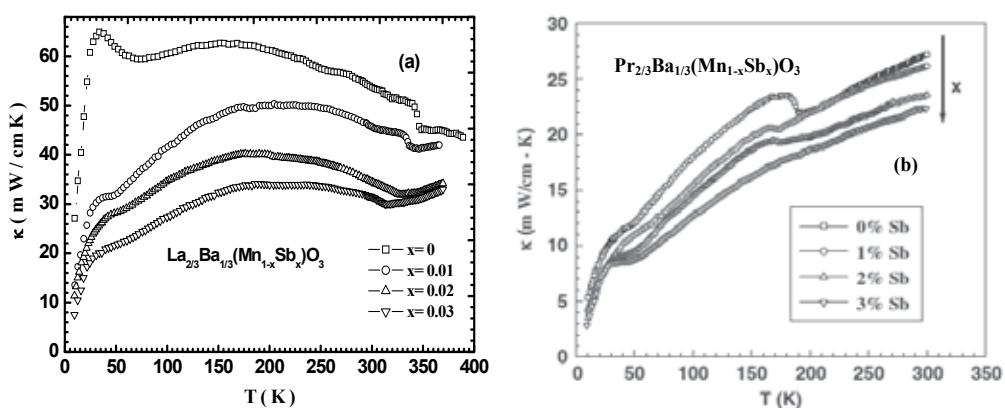 (a)
60
50
40
30
20
10
0
κ ( m W / cm K )
La2/3Ba1/3(Mn1-xSbx)O3
x= 0
x= 0.01
x= 0.02
x= 0.03
0 50 100 150 200 250 300 350 400
T ( K )
Pr2/3Ba1/3(Mn1-xSbx)O3
X
(b)
30
25
20
15
10
5
0
κ (m W/cm - K)
0% Sb
1% Sb
2% Sb
3% Sb
0 50 100 150 200 250 300 350
T (K)